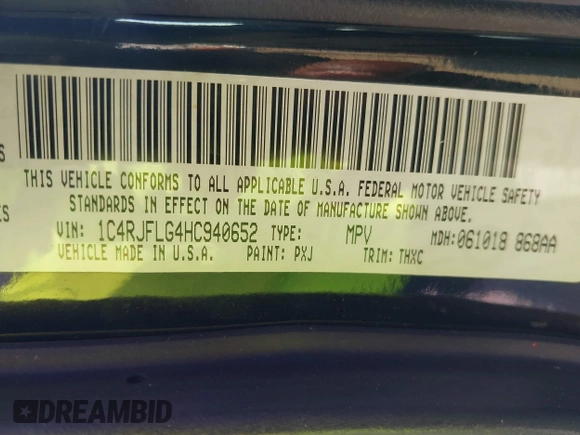 S
THIS VEHICLE CONFORMS TO ALL APPLICABLE U.S.A. FEDERAL MOTOR VEHICLE SAFETY
IES STANDARDS IN EFFECT ON THE DATE OF MANUFACTURE SHOWN ABOVE.
VIN: 1C4RJFLG4HC940652 TYPE: MPV MDH:061018 868AA
VEHICLE MADE IN U.S.A. PAINT: PXJ TRIM: THXC
DREAMBID